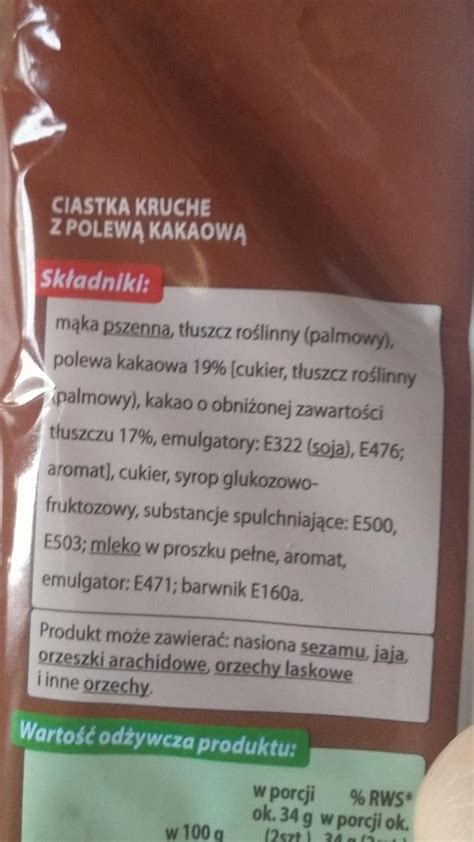 CIASTKA KRUCHE
Z POLEWĄ KAKAOWĄ
Składniki:
mąka pszenna, tłuszcz roślinny (palmowy),
polewa kakaowa 19% [cukier, tłuszcz roślinny
(palmowy), kakao o obniżonej zawartości
tłuszczu 17%, emulgatory: E322 (soja), E476;
aromat], cukier, syrop glukozowo-
fruktozowy, substancje spulchniające: E500,
E503; mleko w proszku pełne, aromat,
emulgator: E471; barwnik E160a.
Produkt może zawierać: nasiona sezamu, jaja,
orzeszki arachidowe, orzechy laskowe
i inne orzechy.
Wartość odżywcza produktu:
w porcji % RWS*
ok. 34 g w porcji ok.
w 100 g (2szt.) 34 g